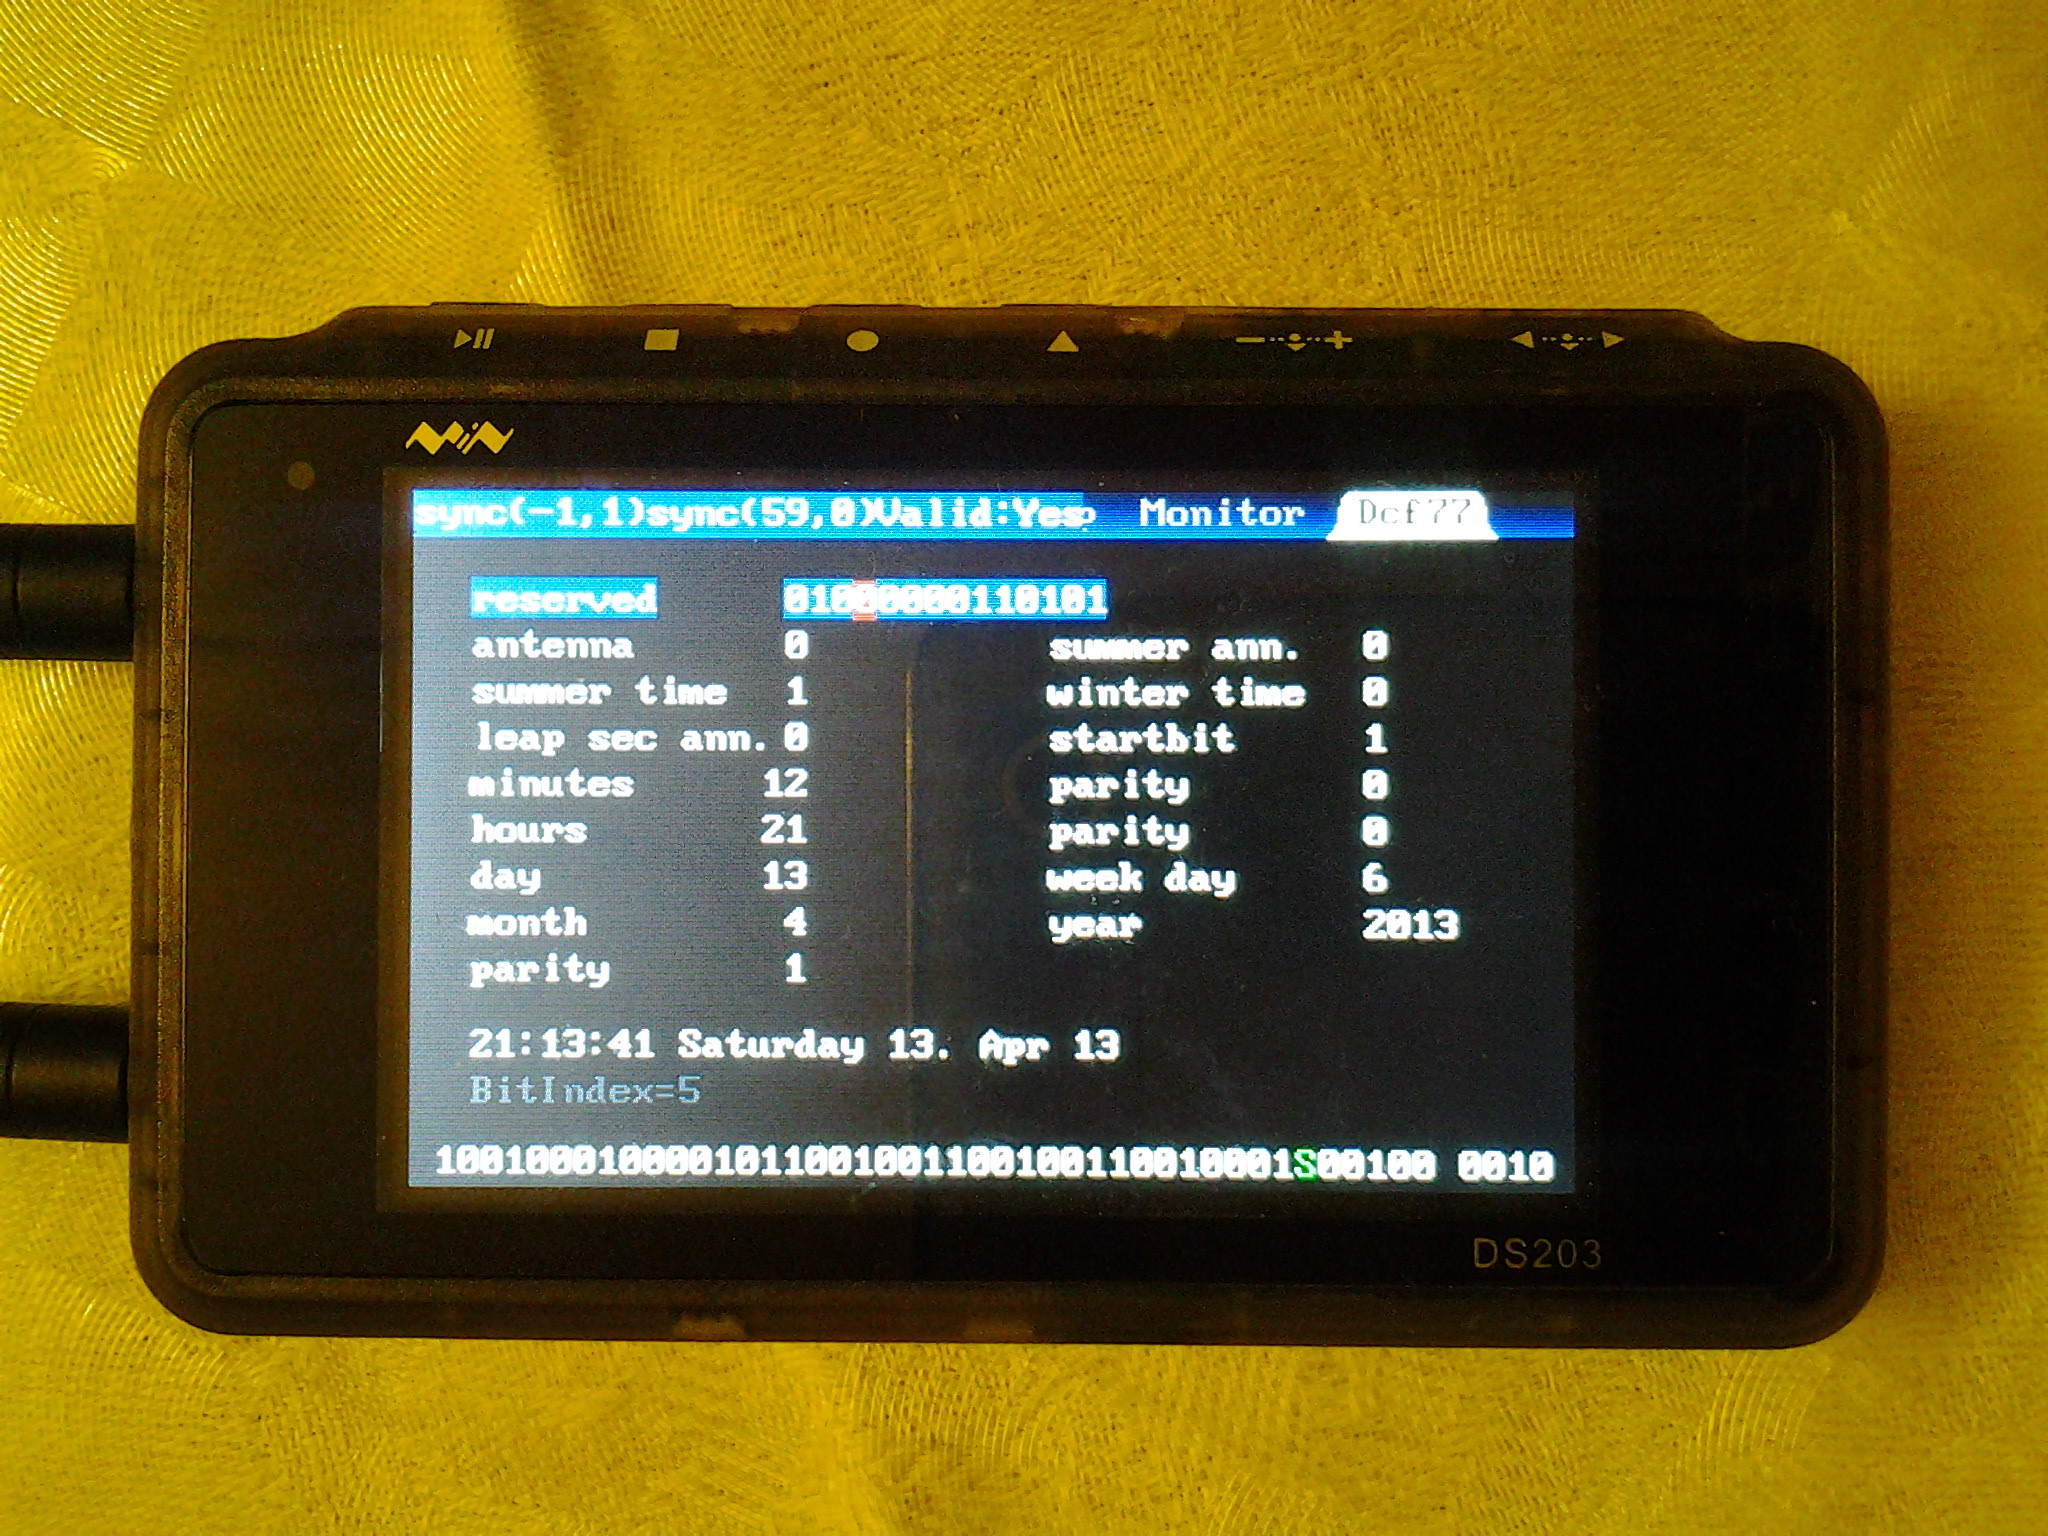 sync(-1,1)sync(59,0)Valid:Yes. Monitor Dcf77
reserved 01000000110101
antenna 0 summer ann. 0
summer time 1 winter time 0
leap sec ann. 0 startbit 1
minutes 12 parity 0
hours 21 parity 0
day 13 week day 6
month 4 year 2013
parity 1
21:13:41 Saturday 13. Apr 13
BitIndex=5
S00100 0010
DS203